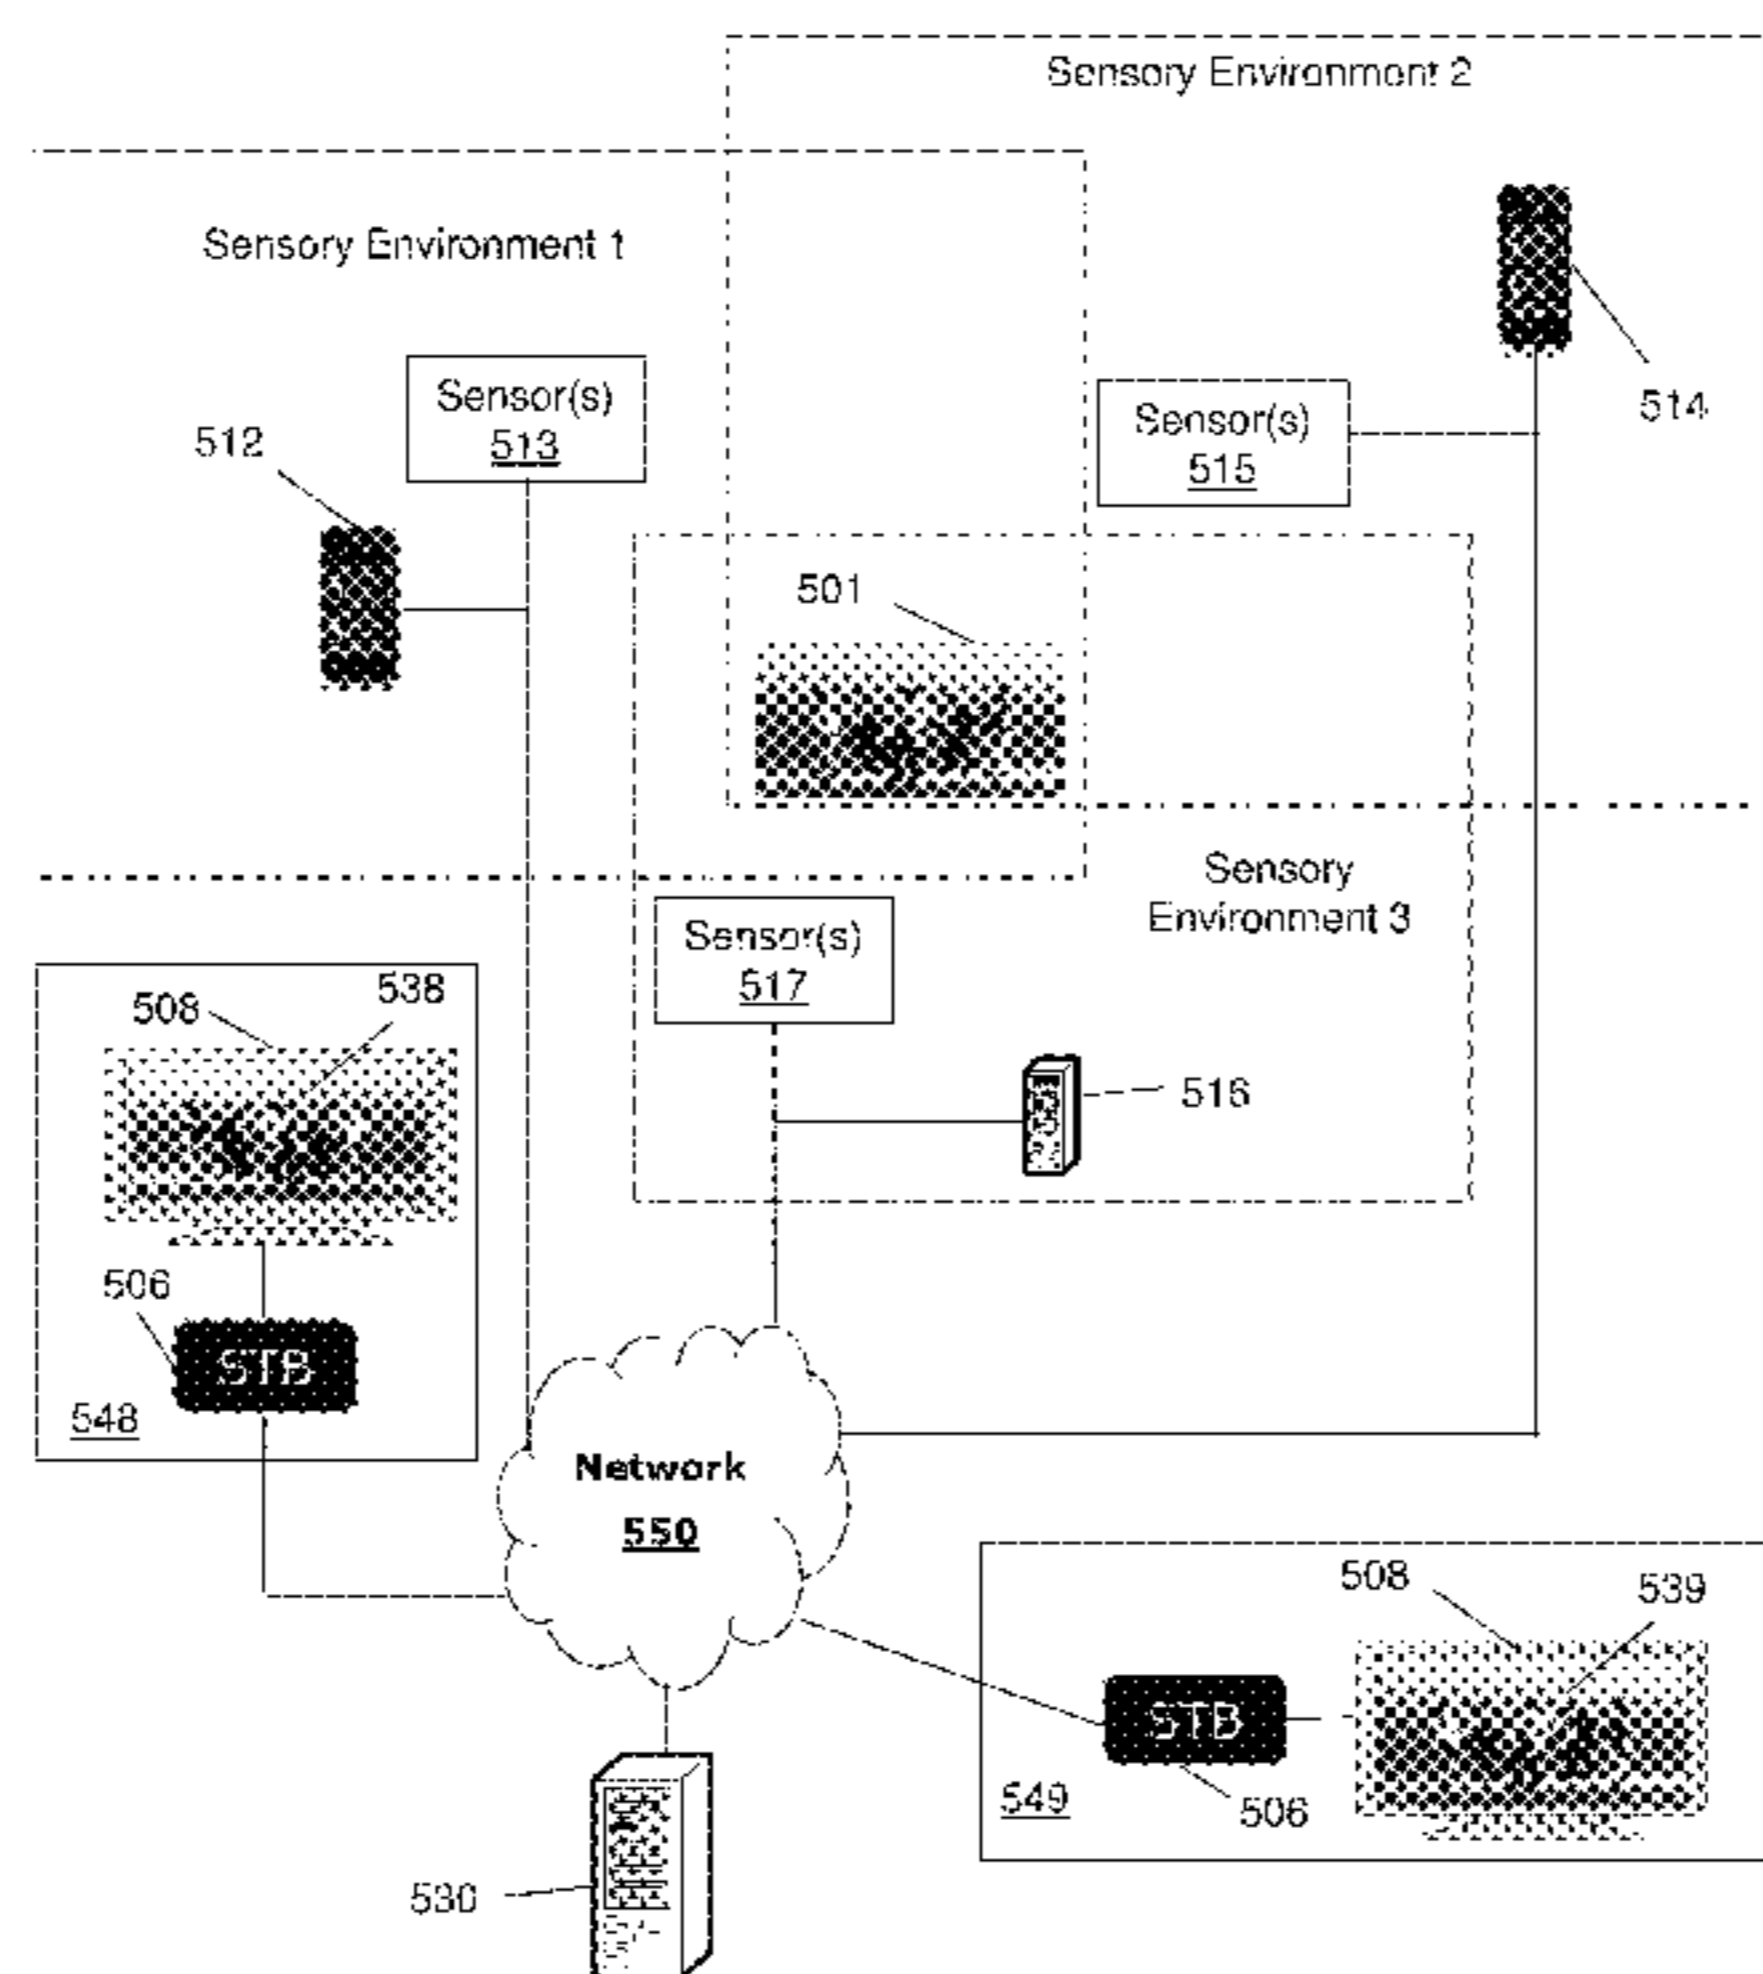 Sensory Environment 2
Sensory Environment 1
514
Sensor(s)
513
Sensor(s)
515
512
501
Sensory
Environment 3
Sensor(s)
517
538
508
516
506
STB
548
Network
550
508
539
STB
549
506
530